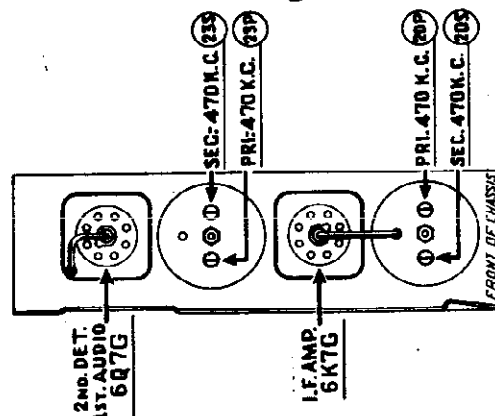 SEC.-470 K.C. 23S
PRI.-470 K.C. 23P
PRI. 470 K.C. 20P
SEC. 470 K.C. 20S
2ND. DET.
1ST. AUDIO
6Q7G
I.F. AMP.
6K7G
FRONT OF CHASSIS